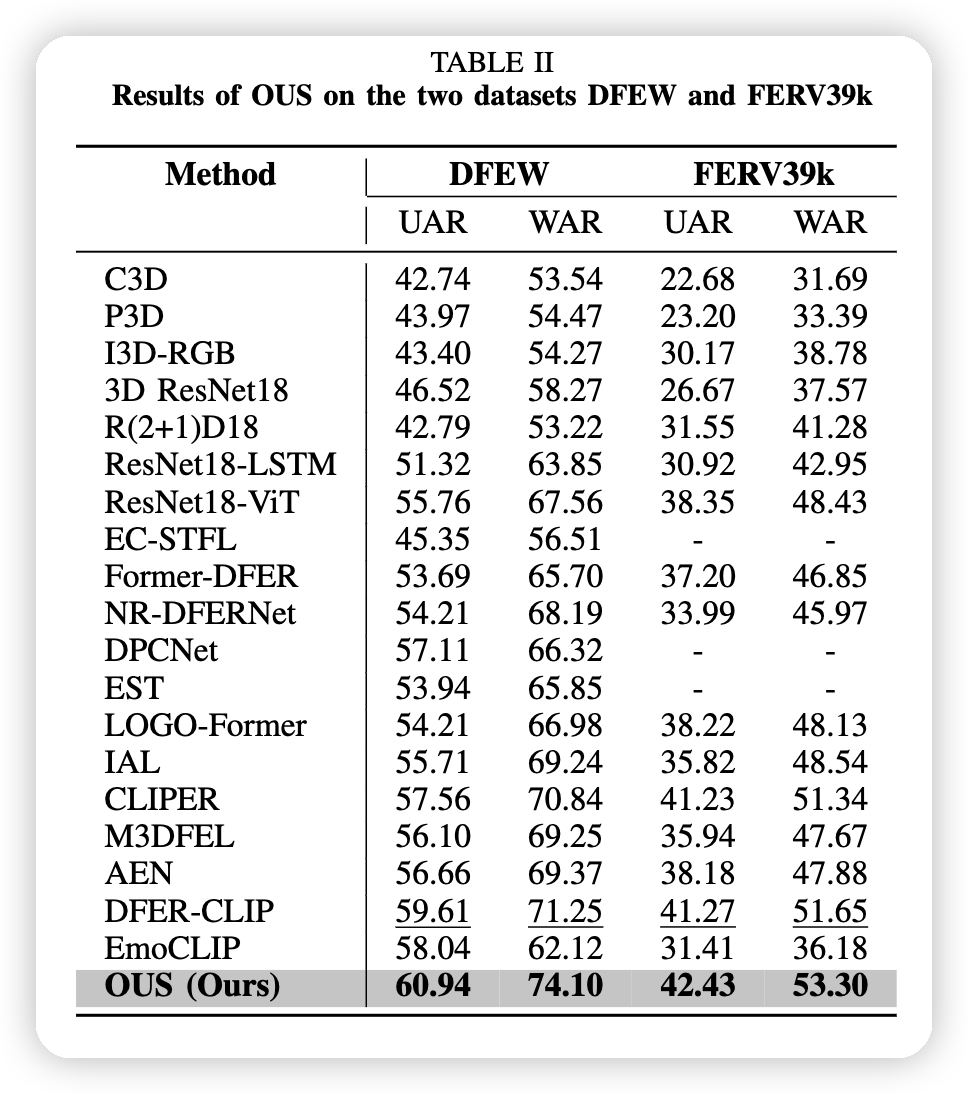 TABLE II
Results of OUS on the two datasets DFEW and FERV39k
Method DFEW FERV39k
UAR WAR UAR WAR
C3D 42.74 53.54 22.68 31.69
P3D 43.97 54.47 23.20 33.39
I3D-RGB 43.40 54.27 30.17 38.78
3D ResNet18 46.52 58.27 26.67 37.57
R(2+1)D18 42.79 53.22 31.55 41.28
ResNet18-LSTM 51.32 63.85 30.92 42.95
ResNet18-ViT 55.76 67.56 38.35 48.43
EC-STFL 45.35 56.51 - -
Former-DFER 53.69 65.70 37.20 46.85
NR-DFERNet 54.21 68.19 33.99 45.97
DPCNet 57.11 66.32 - -
EST 53.94 65.85 - -
LOGO-Former 54.21 66.98 38.22 48.13
IAL 55.71 69.24 35.82 48.54
CLIPER 57.56 70.84 41.23 51.34
M3DFEL 56.10 69.25 35.94 47.67
AEN 56.66 69.37 38.18 47.88
DFER-CLIP 59.61 71.25 41.27 51.65
EmoCLIP 58.04 62.12 31.41 36.18
OUS (Ours) 60.94 74.10 42.43 53.30